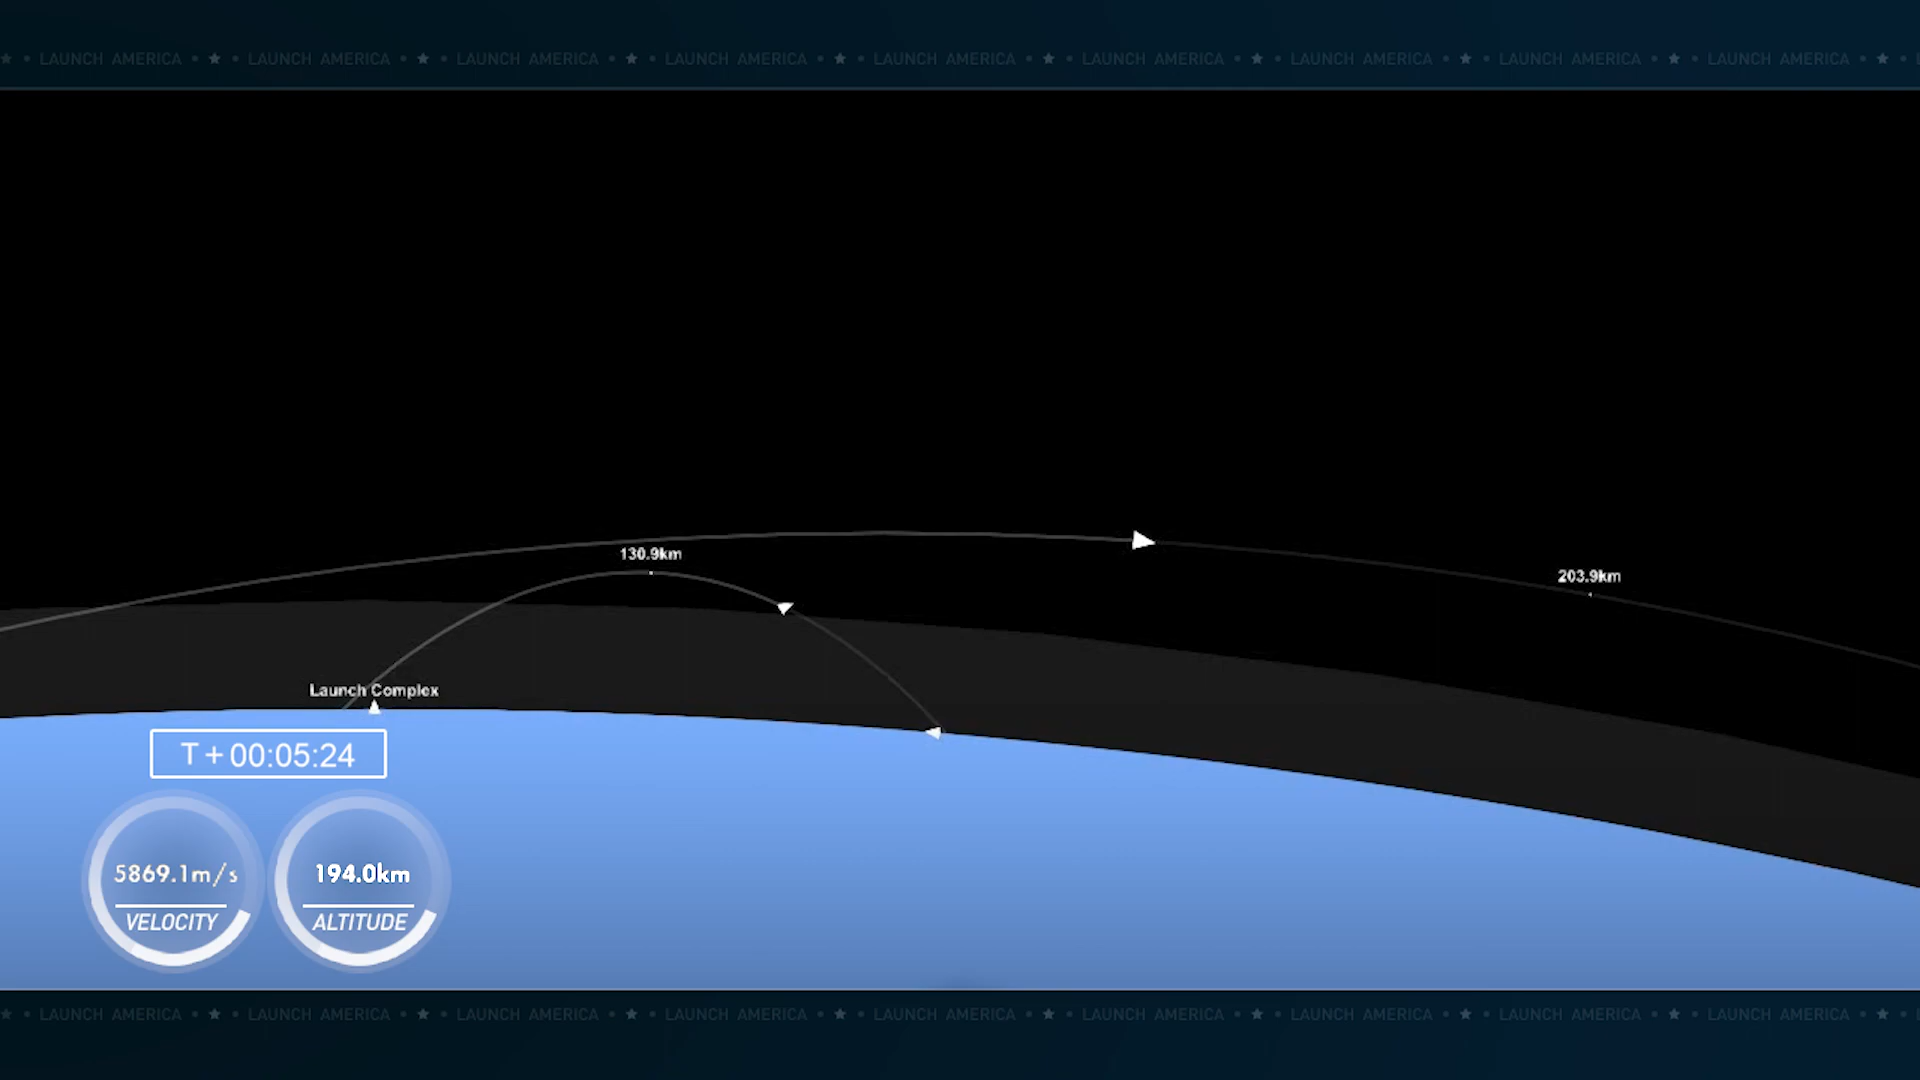 ★ • LAUNCH AMERICA • ★ • LAUNCH AMERICA • ★ • LAUNCH AMERICA • ★ • LAUNCH AMERICA • ★ • LAUNCH AMERICA • ★ • LAUNCH AMERICA • ★ • LAUNCH AMERICA • ★ • LAUNCH AMERICA • ★ • LAUNCH AMERICA • ★ •
130.9km
203.9km
Launch Complex
T+00:05:24
5869.1m/s
VELOCITY
194.0km
ALTITUDE
★ • LAUNCH AMERICA • ★ • LAUNCH AMERICA • ★ • LAUNCH AMERICA • ★ • LAUNCH AMERICA • ★ • LAUNCH AMERICA • ★ • LAUNCH AMERICA • ★ • LAUNCH AMERICA • ★ • LAUNCH AMERICA • ★ • LAUNCH AMERICA • ★ •